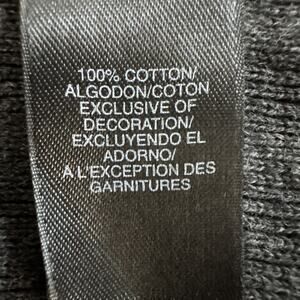 100% COTTON/
ALGODON/COTON
EXCLUSIVE OF
DECORATION/
EXCLUYENDO EL
ADORNO/
A L'EXCEPTION DES
GARNITURES